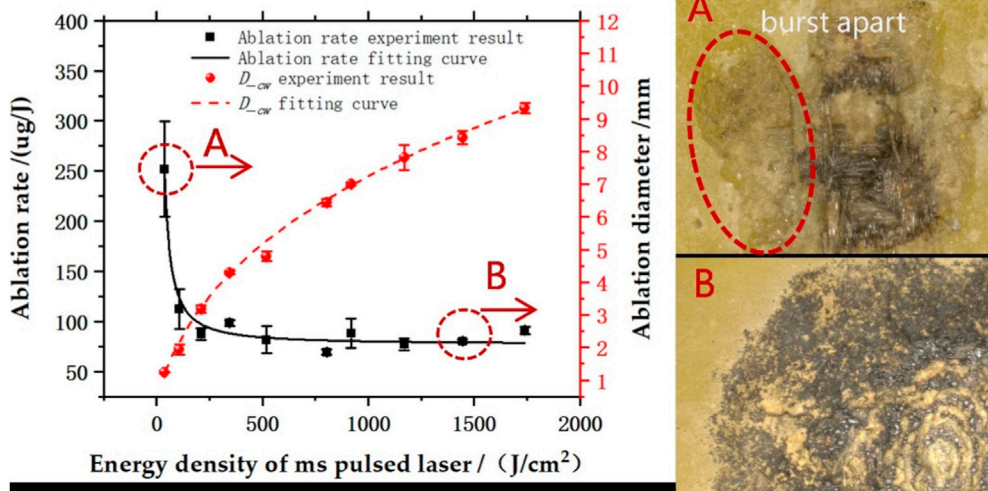 400
350
300
250
200
150
100
50
Ablation rate /(ug/J)
Ablation rate experiment result
Ablation rate fitting curve
D_cw experiment result
D_cw fitting curve
A
B
12
11
10
9
8
7
6
5
4
3
2
1
Ablation diameter /mm
0 500 1000 1500 2000
Energy density of ms pulsed laser /（J/cm²）
A
burst apart
B